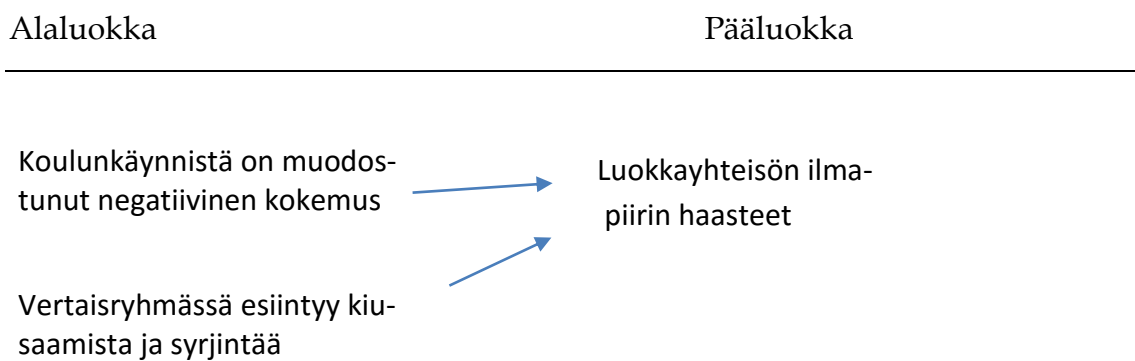 Alaluokka Pääluokka
Koulunkäynnistä on muodos-
tunut negatiivinen kokemus
Luokkayhteisön ilma-
piirin haasteet
Vertaisryhmässä esiintyy kiu-
saamista ja syrjintää